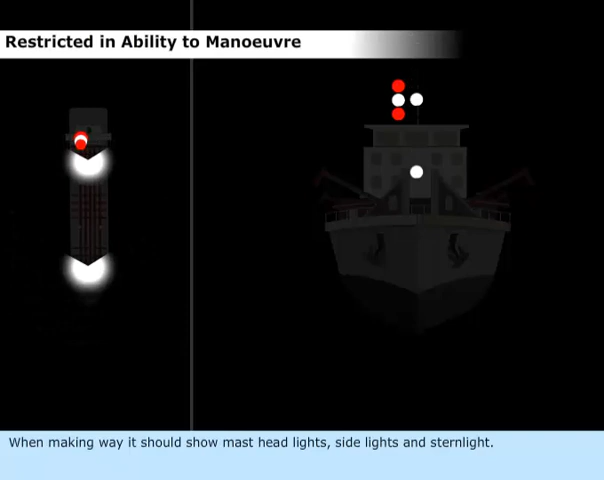 Restricted in Ability to Manoeuvre
When making way it should show mast head lights, side lights and sternlight.